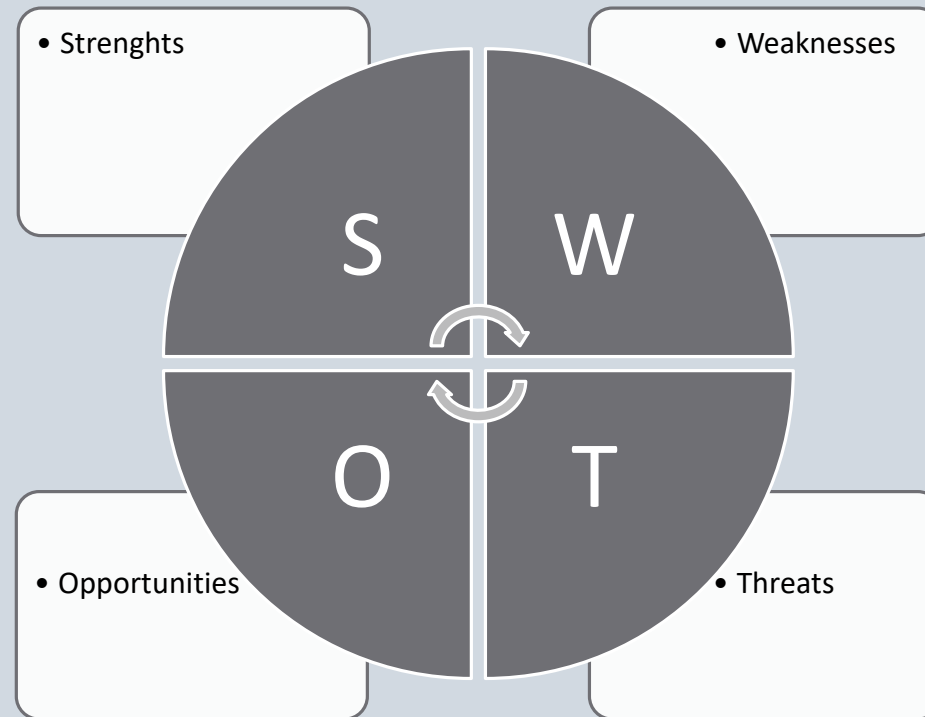 • Strenghts
• Weaknesses
S
W
O
T
• Opportunities
• Threats